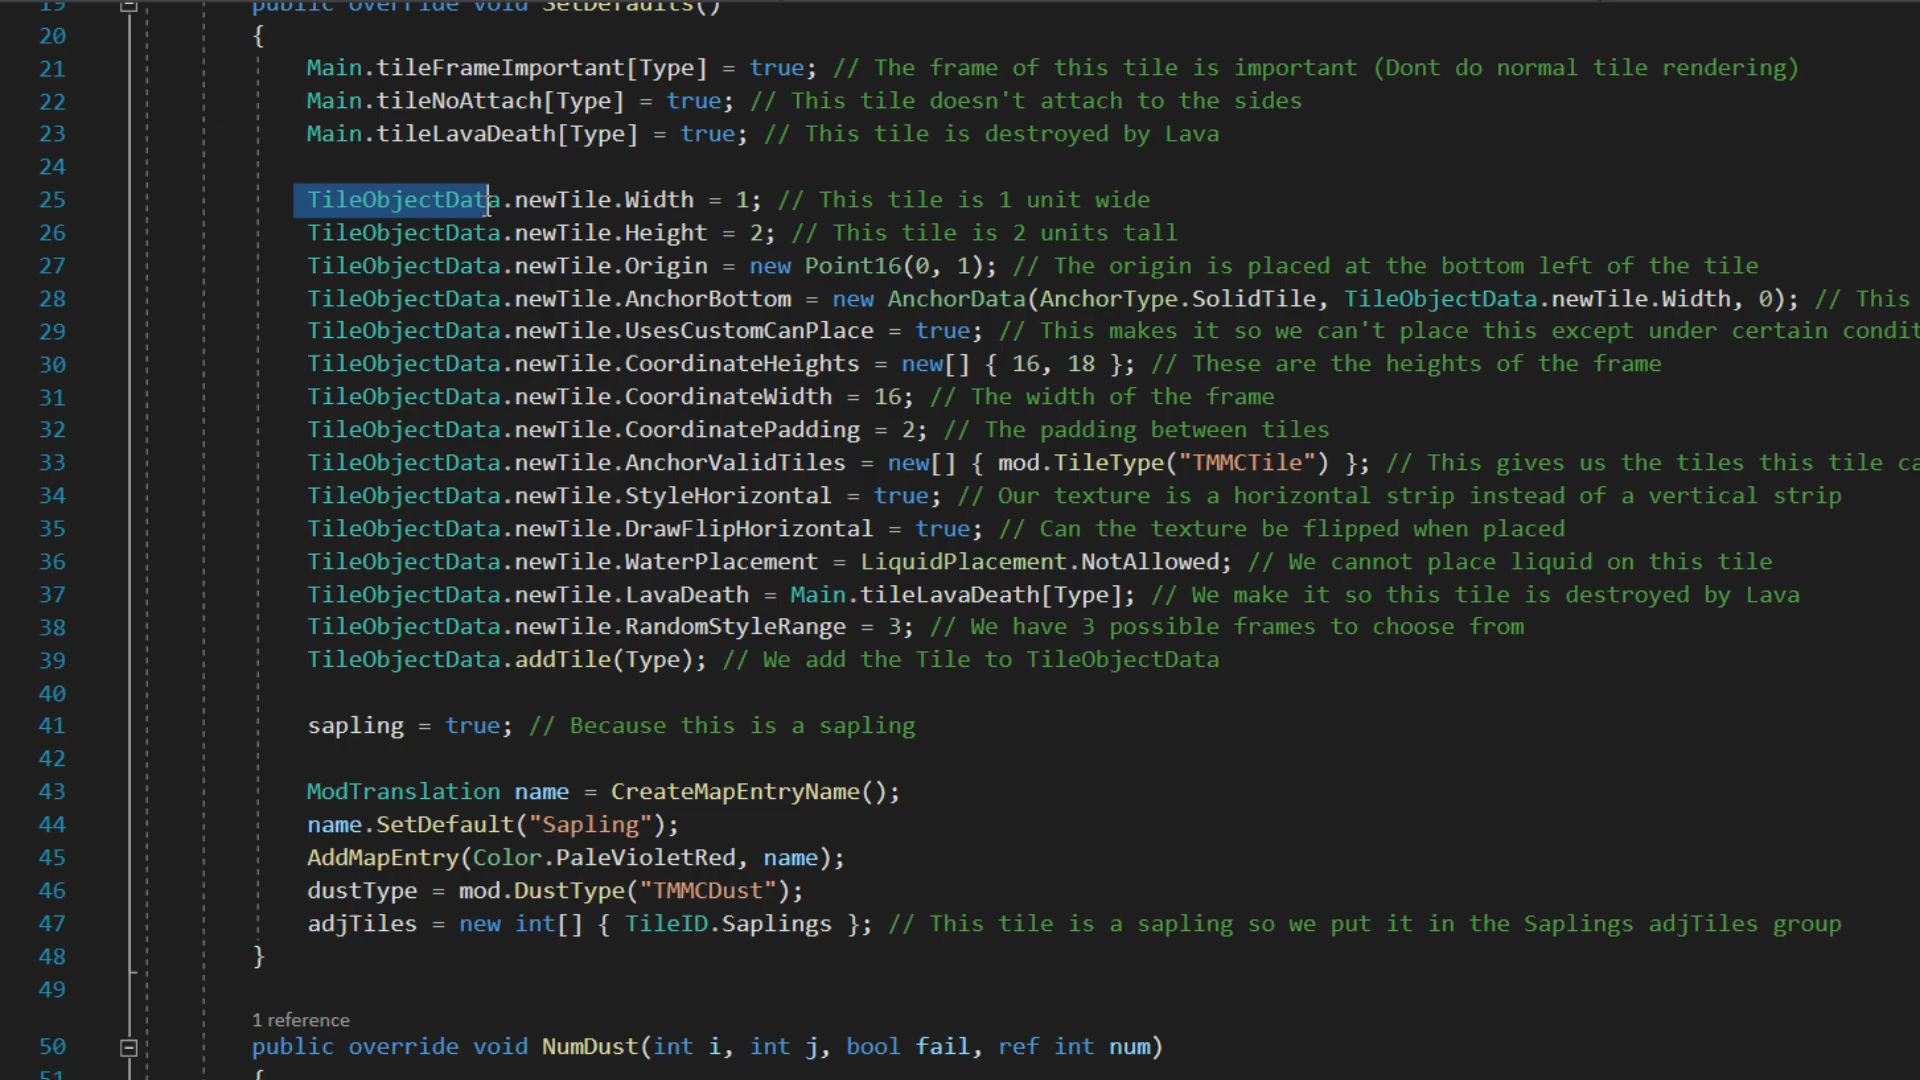 19 public override void SetDefaults()
20 {
21 Main.tileFrameImportant[Type] = true; // The frame of this tile is important (Dont do normal tile rendering)
22 Main.tileNoAttach[Type] = true; // This tile doesn't attach to the sides
23 Main.tileLavaDeath[Type] = true; // This tile is destroyed by Lava
24
25 TileObjectData.newTile.Width = 1; // This tile is 1 unit wide
26 TileObjectData.newTile.Height = 2; // This tile is 2 units tall
27 TileObjectData.newTile.Origin = new Point16(0, 1); // The origin is placed at the bottom left of the tile
28 TileObjectData.newTile.AnchorBottom = new AnchorData(AnchorType.SolidTile, TileObjectData.newTile.Width, 0); // This
29 TileObjectData.newTile.UsesCustomCanPlace = true; // This makes it so we can't place this except under certain condit
30 TileObjectData.newTile.CoordinateHeights = new[] { 16, 18 }; // These are the heights of the frame
31 TileObjectData.newTile.CoordinateWidth = 16; // The width of the frame
32 TileObjectData.newTile.CoordinatePadding = 2; // The padding between tiles
33 TileObjectData.newTile.AnchorValidTiles = new[] { mod.TileType("TMMCTile") }; // This gives us the tiles this tile ca
34 TileObjectData.newTile.StyleHorizontal = true; // Our texture is a horizontal strip instead of a vertical strip
35 TileObjectData.newTile.DrawFlipHorizontal = true; // Can the texture be flipped when placed
36 TileObjectData.newTile.WaterPlacement = LiquidPlacement.NotAllowed; // We cannot place liquid on this tile
37 TileObjectData.newTile.LavaDeath = Main.tileLavaDeath[Type]; // We make it so this tile is destroyed by Lava
38 TileObjectData.newTile.RandomStyleRange = 3; // We have 3 possible frames to choose from
39 TileObjectData.addTile(Type); // We add the Tile to TileObjectData
40
41 sapling = true; // Because this is a sapling
42
43 ModTranslation name = CreateMapEntryName();
44 name.SetDefault("Sapling");
45 AddMapEntry(Color.PaleVioletRed, name);
46 dustType = mod.DustType("TMMCDust");
47 adjTiles = new int[] { TileID.Saplings }; // This tile is a sapling so we put it in the Saplings adjTiles group
48 }
49
1 reference
50 public override void NumDust(int i, int j, bool fail, ref int num)
51 {